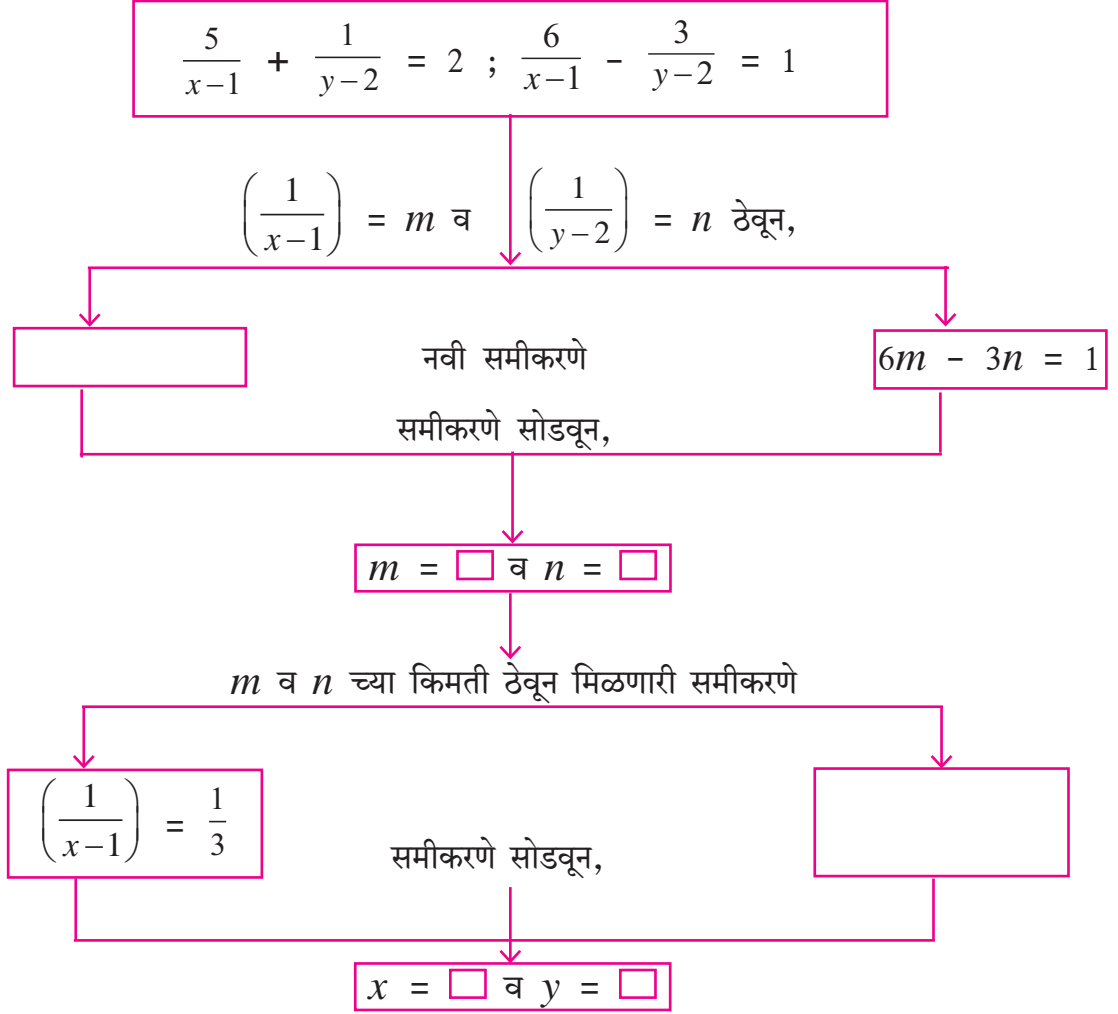 5/(x−1) + 1/(y−2) = 2 ; 6/(x−1) - 3/(y−2) = 1
(1/(x−1)) = m व (1/(y−2)) = n ठेवून,
नवी समीकरणे 6m - 3n = 1
समीकरणे सोडवून,
m = □ व n = □
m व n च्या किमती ठेवून मिळणारी समीकरणे
(1/(x−1)) = 1/3
समीकरणे सोडवून,
x = □ व y = □